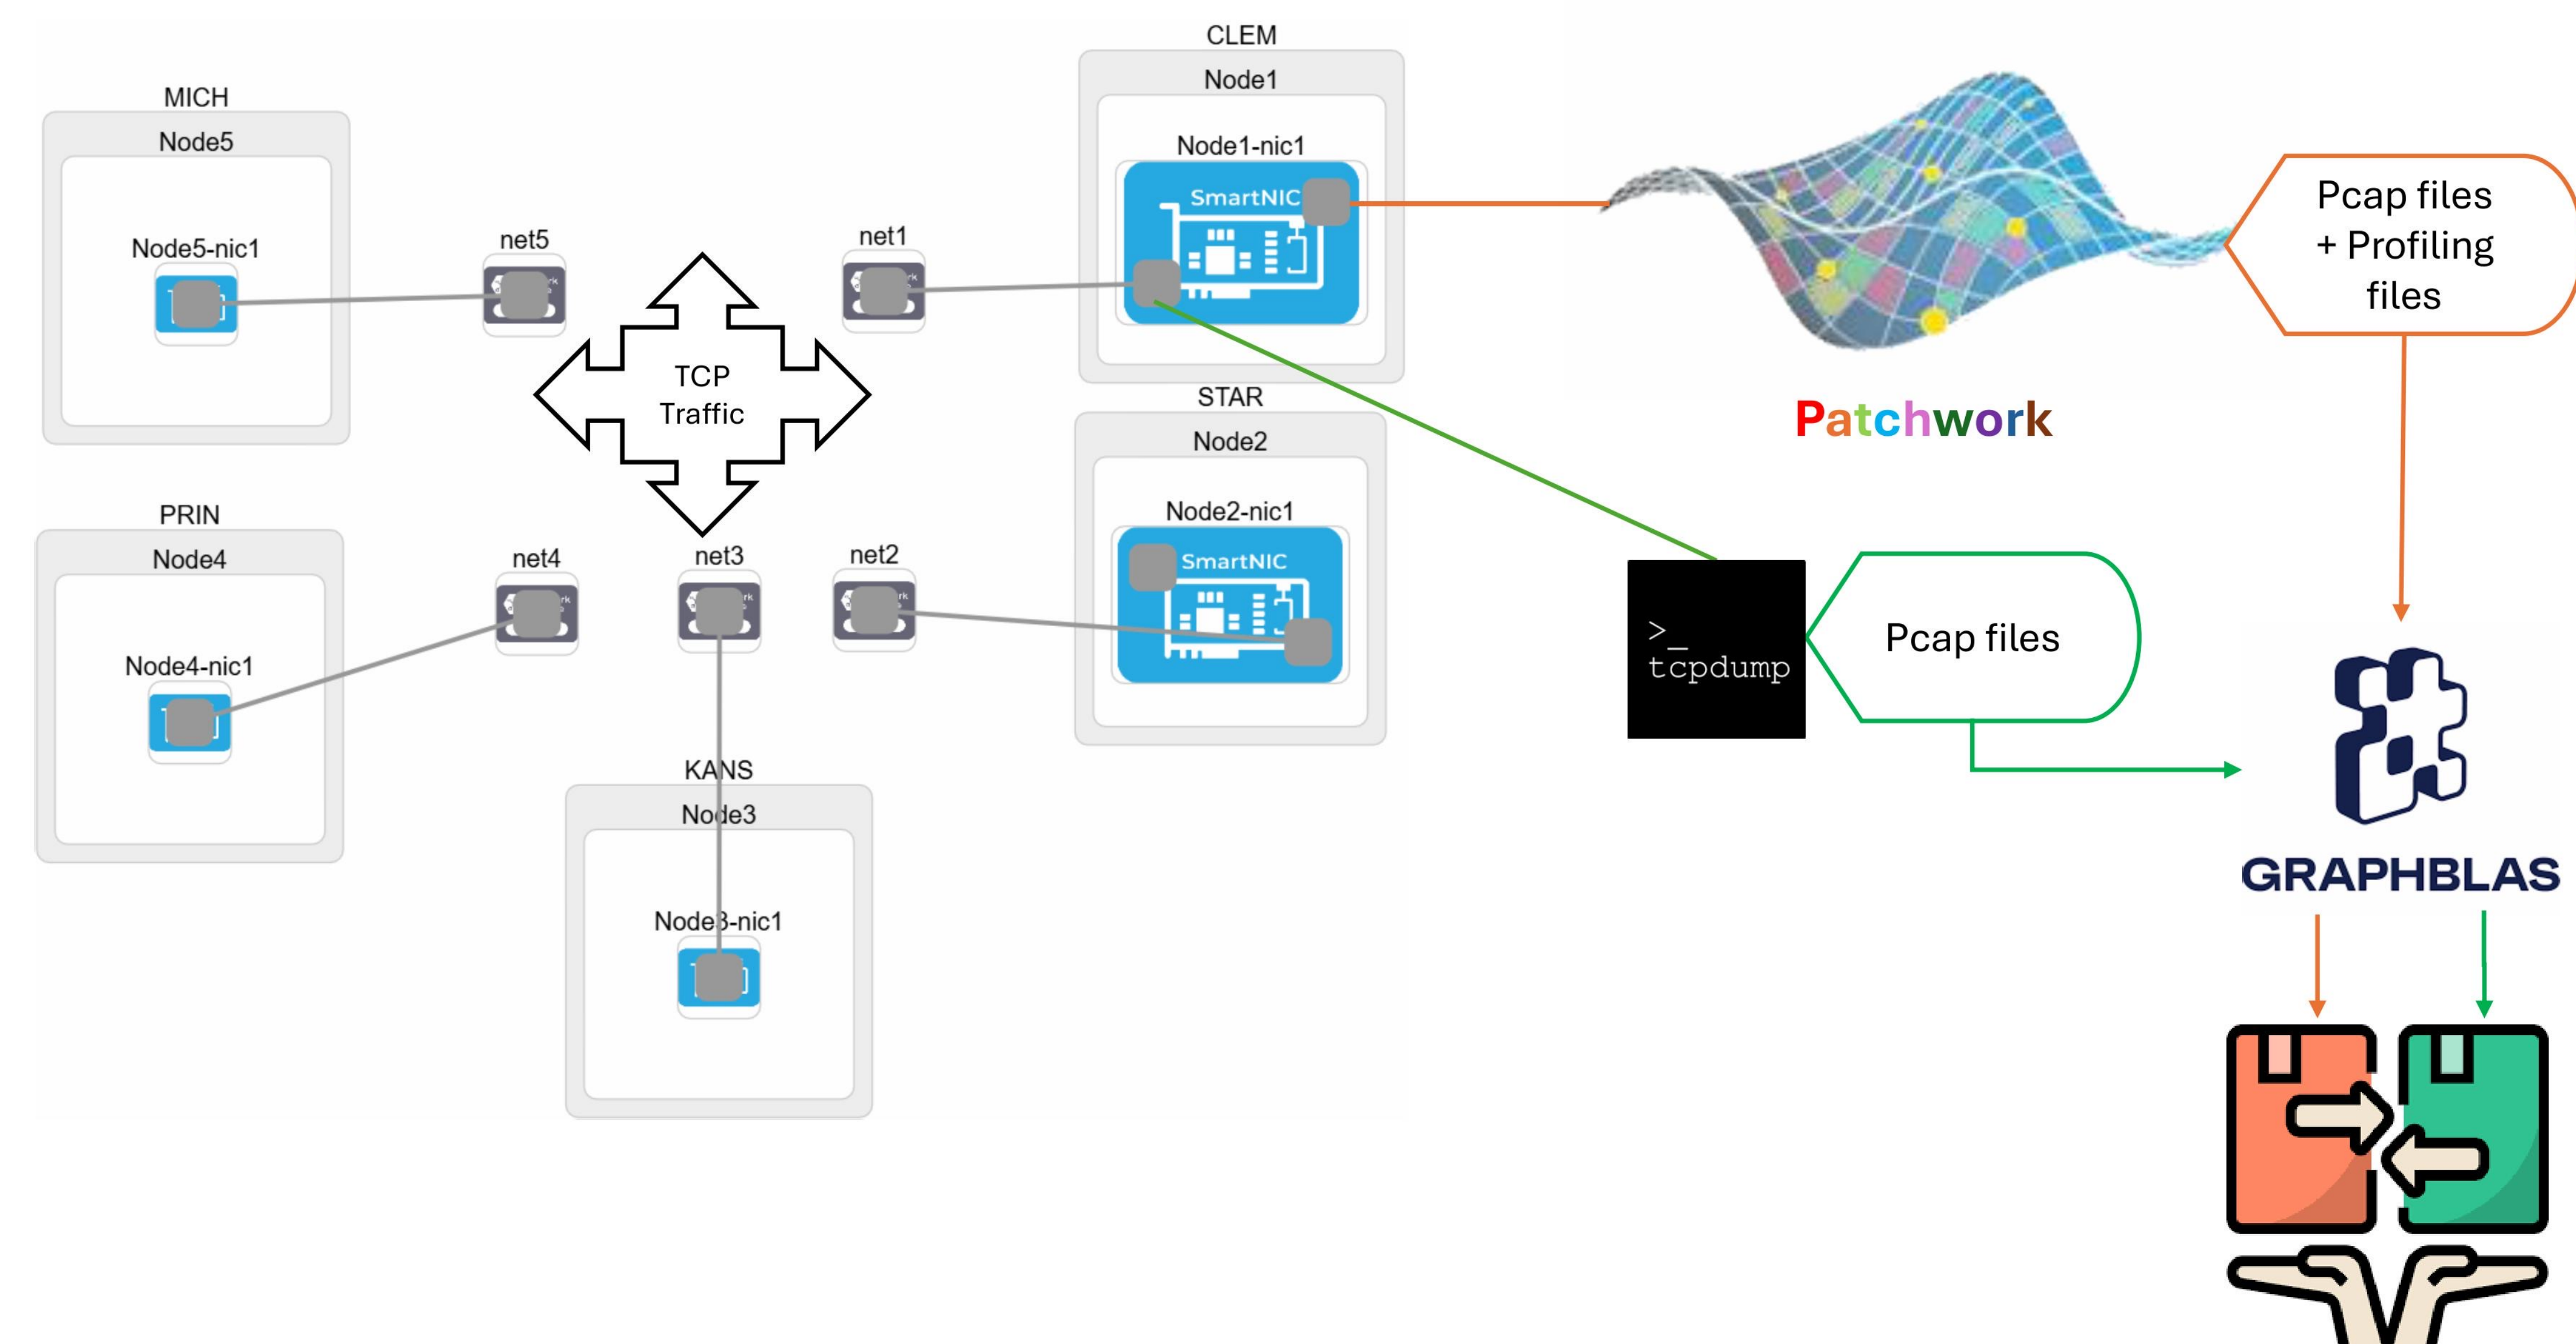 MICH
Node5
Node5-nic1
net5
TCP
Traffic
net1
CLEM
Node1
Node1-nic1
SmartNIC
Patchwork
Pcap files
+ Profiling
files
PRIN
Node4
Node4-nic1
net4
net3
net2
STAR
Node2
Node2-nic1
SmartNIC
KANS
Node3
Node3-nic1
>_
tcpdump
Pcap files
GRAPHBLAS